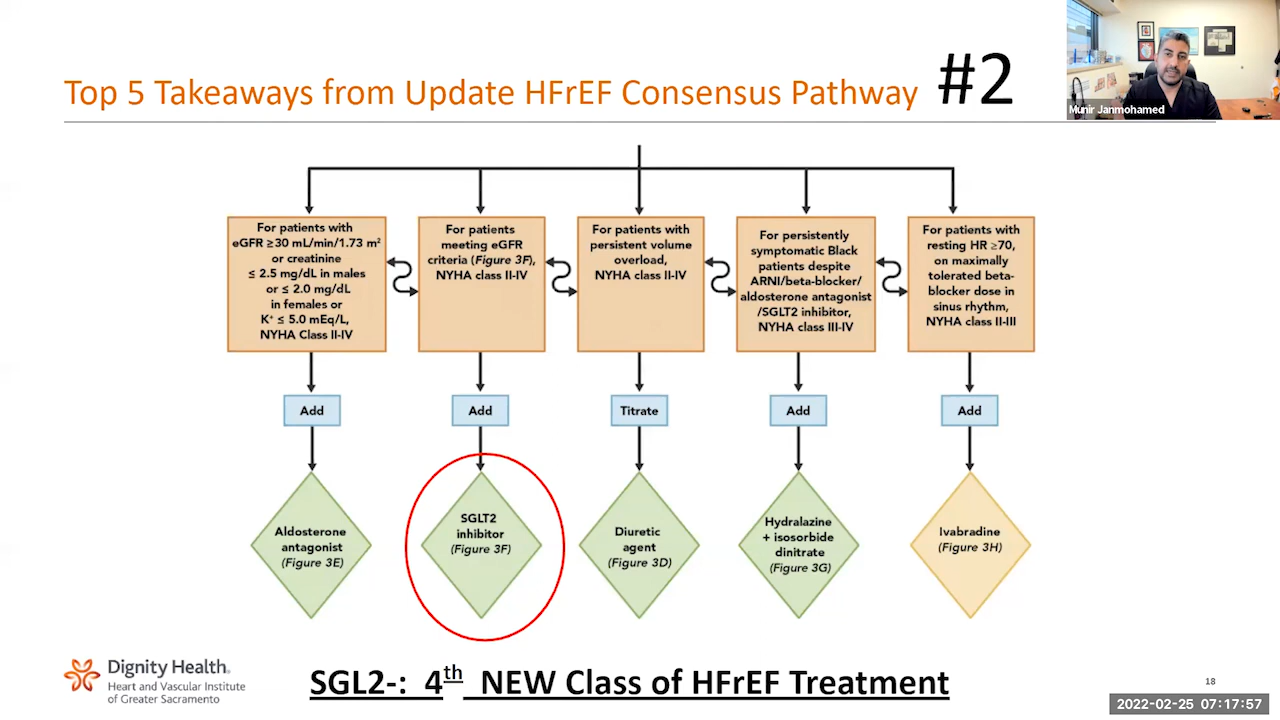 Top 5 Takeaways from Update HFrEF Consensus Pathway #2
Munir Janmohamed
For patients with
eGFR ≥30 mL/min/1.73 m²
or creatinine
≤ 2.5 mg/dL in males
or ≤ 2.0 mg/dL
in females or
K⁺ ≤ 5.0 mEq/L,
NYHA Class II-IV
For patients
meeting eGFR
criteria (Figure 3F),
NYHA class II-IV
For patients with
persistent volume
overload,
NYHA class II-IV
For persistently
symptomatic Black
patients despite
ARNI/beta-blocker/
aldosterone antagonist
/SGLT2 inhibitor,
NYHA class III-IV
For patients with
resting HR ≥70,
on maximally
tolerated beta-
blocker dose in
sinus rhythm,
NYHA class II-III
Add
Add
Titrate
Add
Add
Aldosterone
antagonist
(Figure 3E)
SGLT2
inhibitor
(Figure 3F)
Diuretic
agent
(Figure 3D)
Hydralazine
+ isosorbide
dinitrate
(Figure 3G)
Ivabradine
(Figure 3H)
Dignity Health®
Heart and Vascular Institute
of Greater Sacramento
SGL2-: 4th NEW Class of HFrEF Treatment
18
2022-02-25 07:17:57